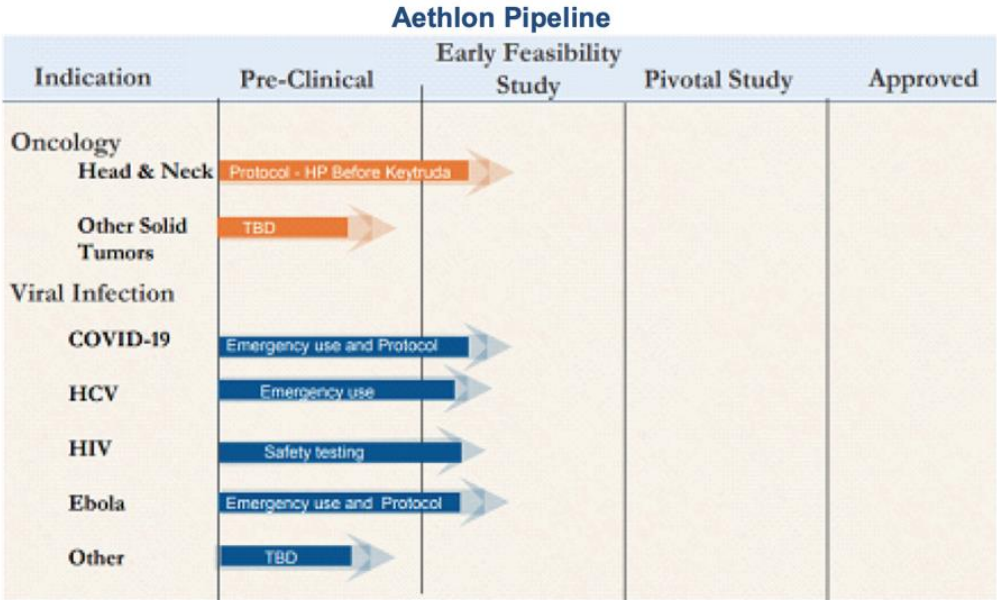 Aethlon Pipeline
Indication
Pre-Clinical
Early Feasibility
Study
Pivotal Study
Approved
Oncology
Head & Neck
Protocol - HP Before Keytruda
Other Solid
Tumors
TBD
Viral Infection
COVID-19
Emergency use and Protocol
HCV
Emergency use
HIV
Safety testing
Ebola
Emergency use and Protocol
Other
TBD